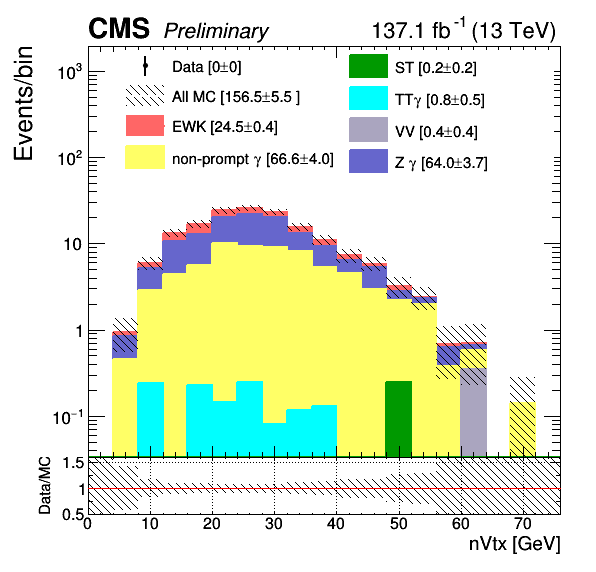 CMS Preliminary 137.1 fb⁻¹ (13 TeV)
Events/bin
Data [0±0]
All MC [156.5±5.5 ]
EWK [24.5±0.4]
non-prompt γ [66.6±4.0]
ST [0.2±0.2]
TTγ [0.8±0.5]
VV [0.4±0.4]
Z γ [64.0±3.7]
10³
10²
10
1
10⁻¹
Data/MC
1.5
1
0.5
0 10 20 30 40 50 60 70
nVtx [GeV]